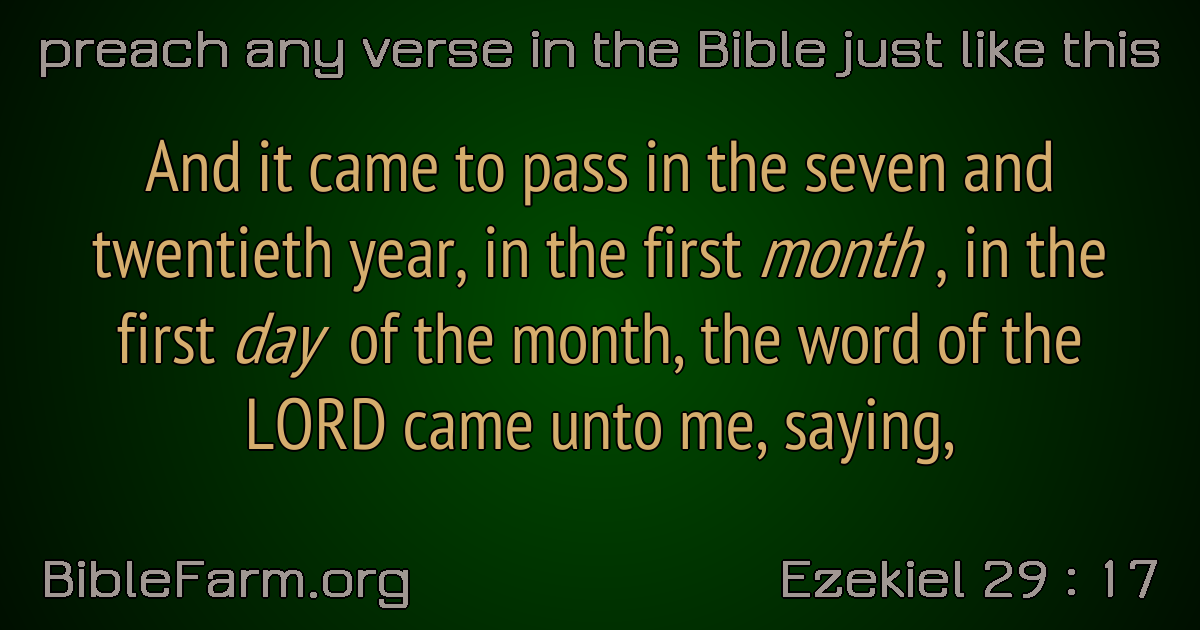 preach any verse in the Bible just like this
And it came to pass in the seven and
twentieth year, in the first month , in the
first day of the month, the word of the
LORD came unto me, saying,
BibleFarm.org
Ezekiel 29 : 17